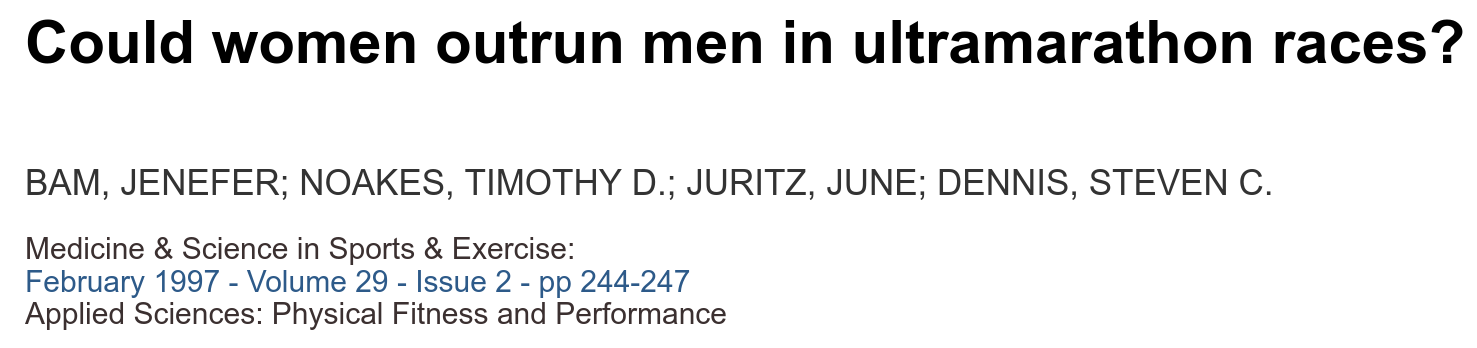 Could women outrun men in ultramarathon races?
BAM, JENEFER; NOAKES, TIMOTHY D.; JURITZ, JUNE; DENNIS, STEVEN C.
Medicine & Science in Sports & Exercise:
February 1997 - Volume 29 - Issue 2 - pp 244-247
Applied Sciences: Physical Fitness and Performance